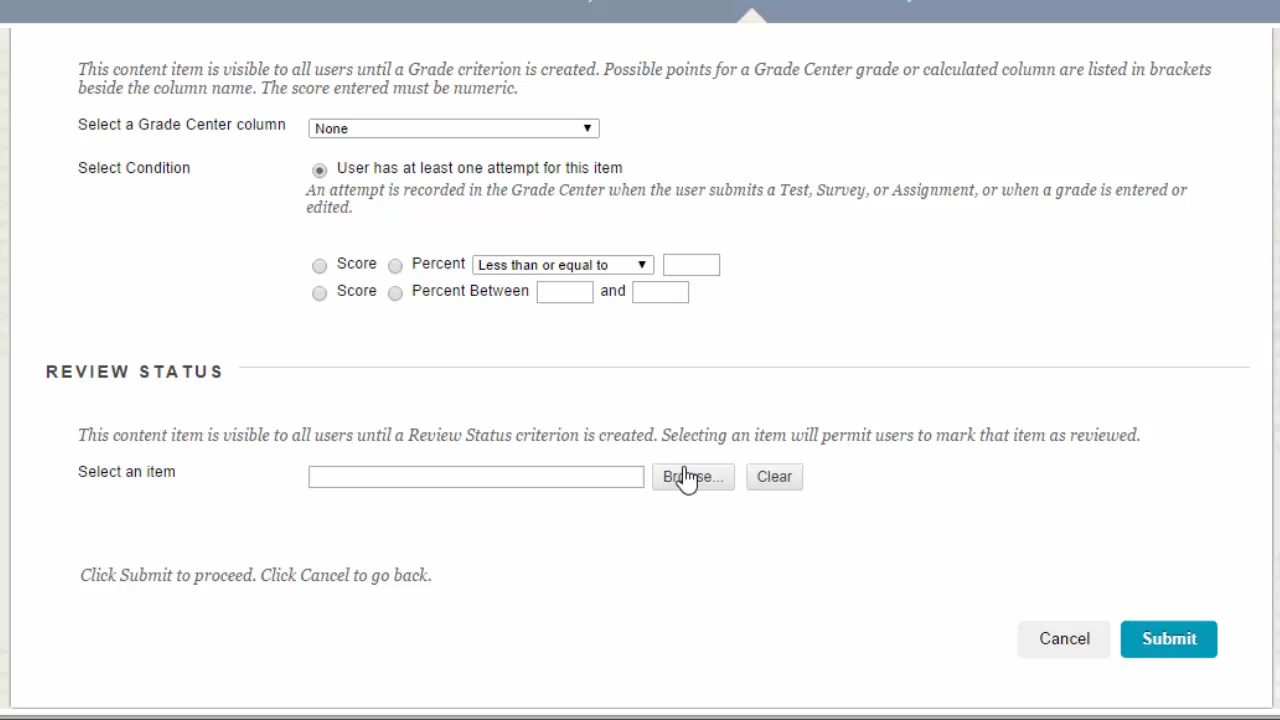 This content item is visible to all users until a Grade criterion is created. Possible points for a Grade Center grade or calculated column are listed in brackets
beside the column name. The score entered must be numeric.
Select a Grade Center column None
Select Condition User has at least one attempt for this item
An attempt is recorded in the Grade Center when the user submits a Test, Survey, or Assignment, or when a grade is entered or
edited.
Score Percent Less than or equal to
Score Percent Between and
REVIEW STATUS
This content item is visible to all users until a Review Status criterion is created. Selecting an item will permit users to mark that item as reviewed.
Select an item Browse... Clear
Click Submit to proceed. Click Cancel to go back.
Cancel Submit